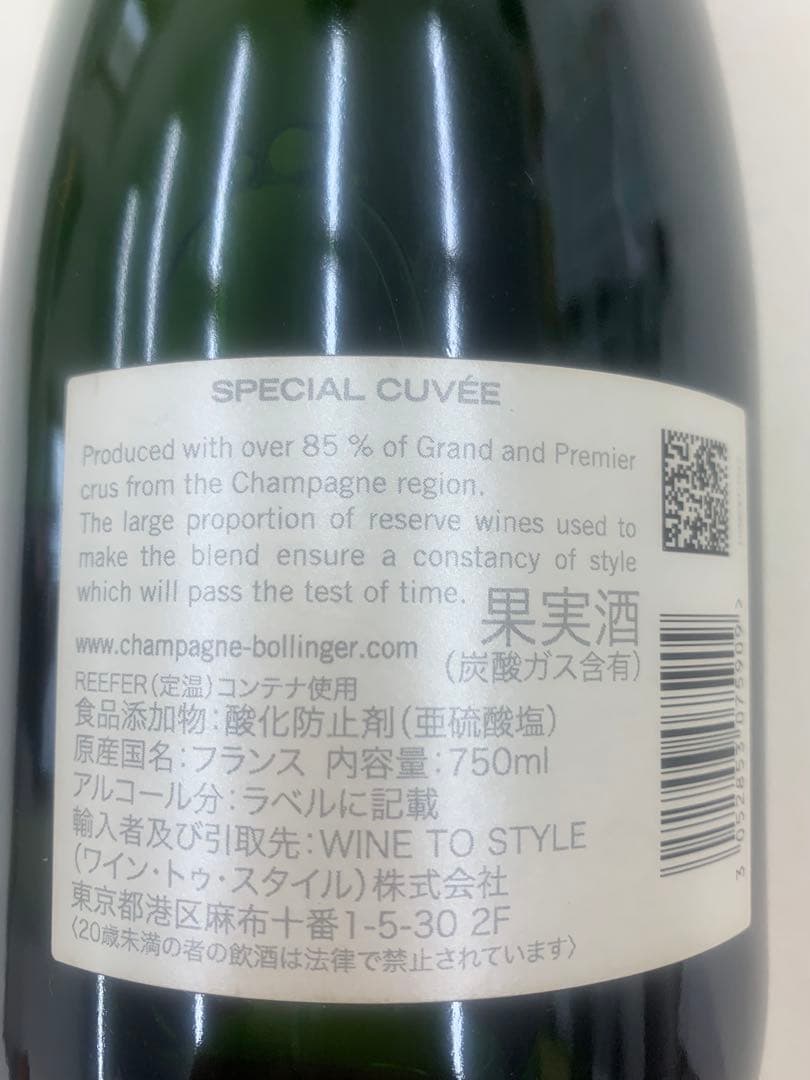 SPECIAL CUVÉE
Produced with over 85 % of Grand and Premier
crus from the Champagne region.
The large proportion of reserve wines used to
make the blend ensure a constancy of style
which will pass the test of time.
果実酒
(炭酸ガス含有)
www.champagne-bollinger.com
REEFER(定温)コンテナ使用
食品添加物:酸化防止剤(亜硫酸塩)
原産国名:フランス 内容量:750ml
アルコール分:ラベルに記載
輸入者及び引取先:WINE TO STYLE
(ワイン・トゥ・スタイル)株式会社
東京都港区麻布十番1-5-30 2F
〈20歳未満の者の飲酒は法律で禁止されています〉
3 052853 075909 >